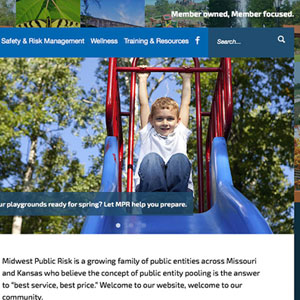 Member owned, Member focused.
Safety & Risk Management Wellness Training & Resources f Search...
ur playgrounds ready for spring? Let MPR help you prepare.
Midwest Public Risk is a growing family of public entities across Missouri
and Kansas who believe the concept of public entity pooling is the answer
to “best service, best price.” Welcome to our website, welcome to our
community.